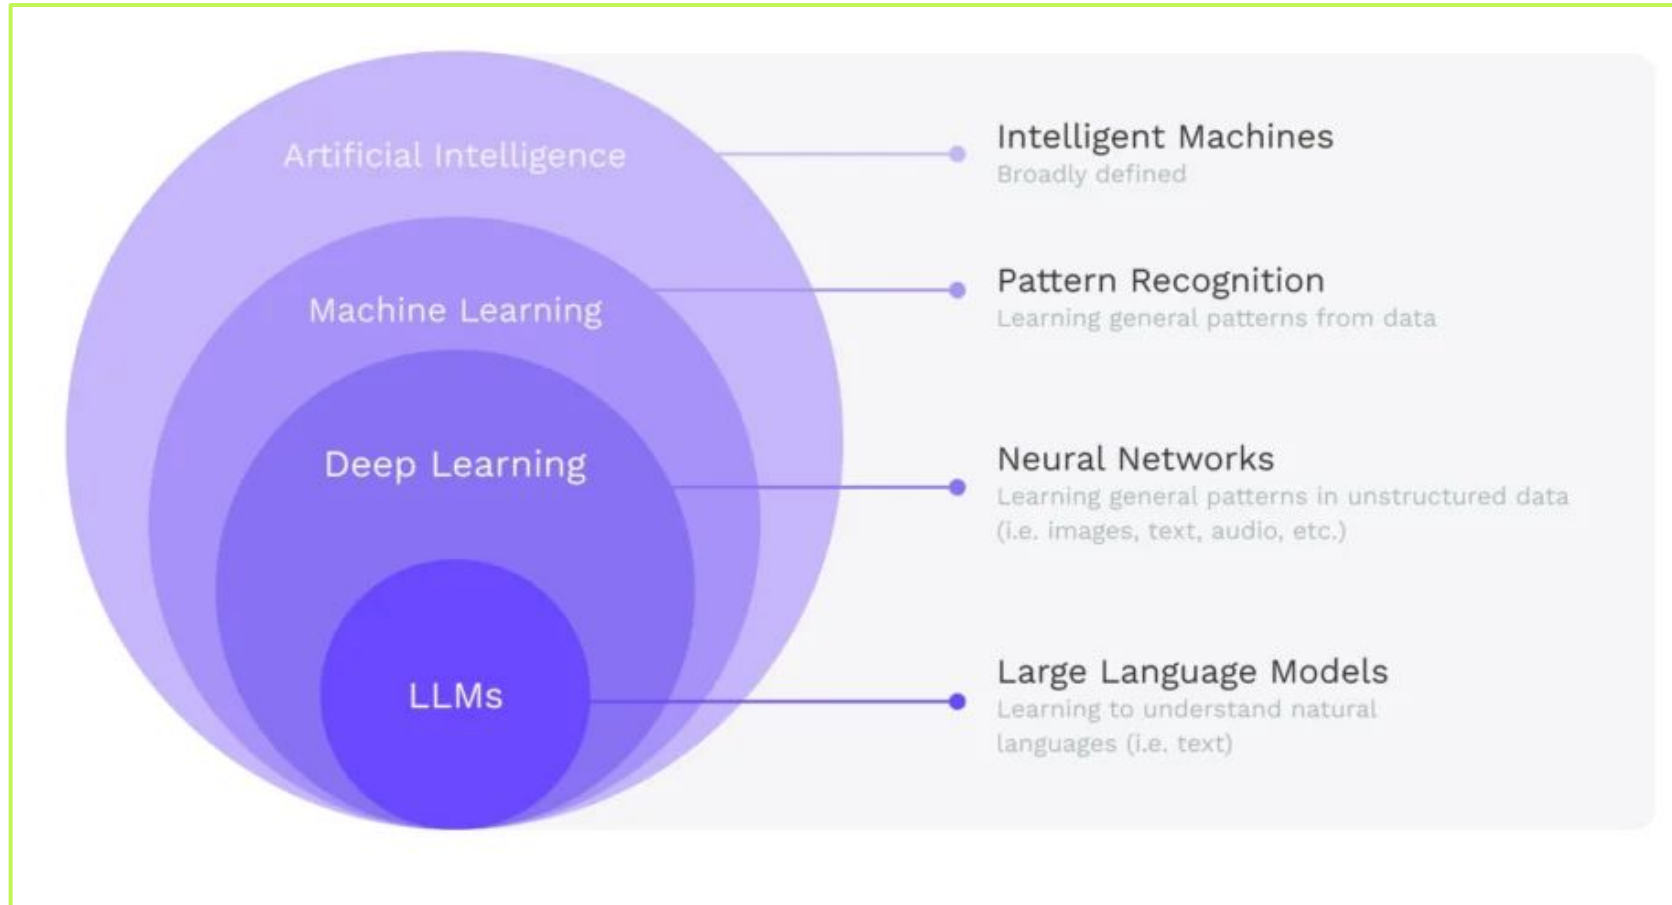 Artificial Intelligence
Intelligent Machines
Broadly defined
Machine Learning
Pattern Recognition
Learning general patterns from data
Deep Learning
Neural Networks
Learning general patterns in unstructured data
(i.e. images, text, audio, etc.)
LLMs
Large Language Models
Learning to understand natural
languages (i.e. text)